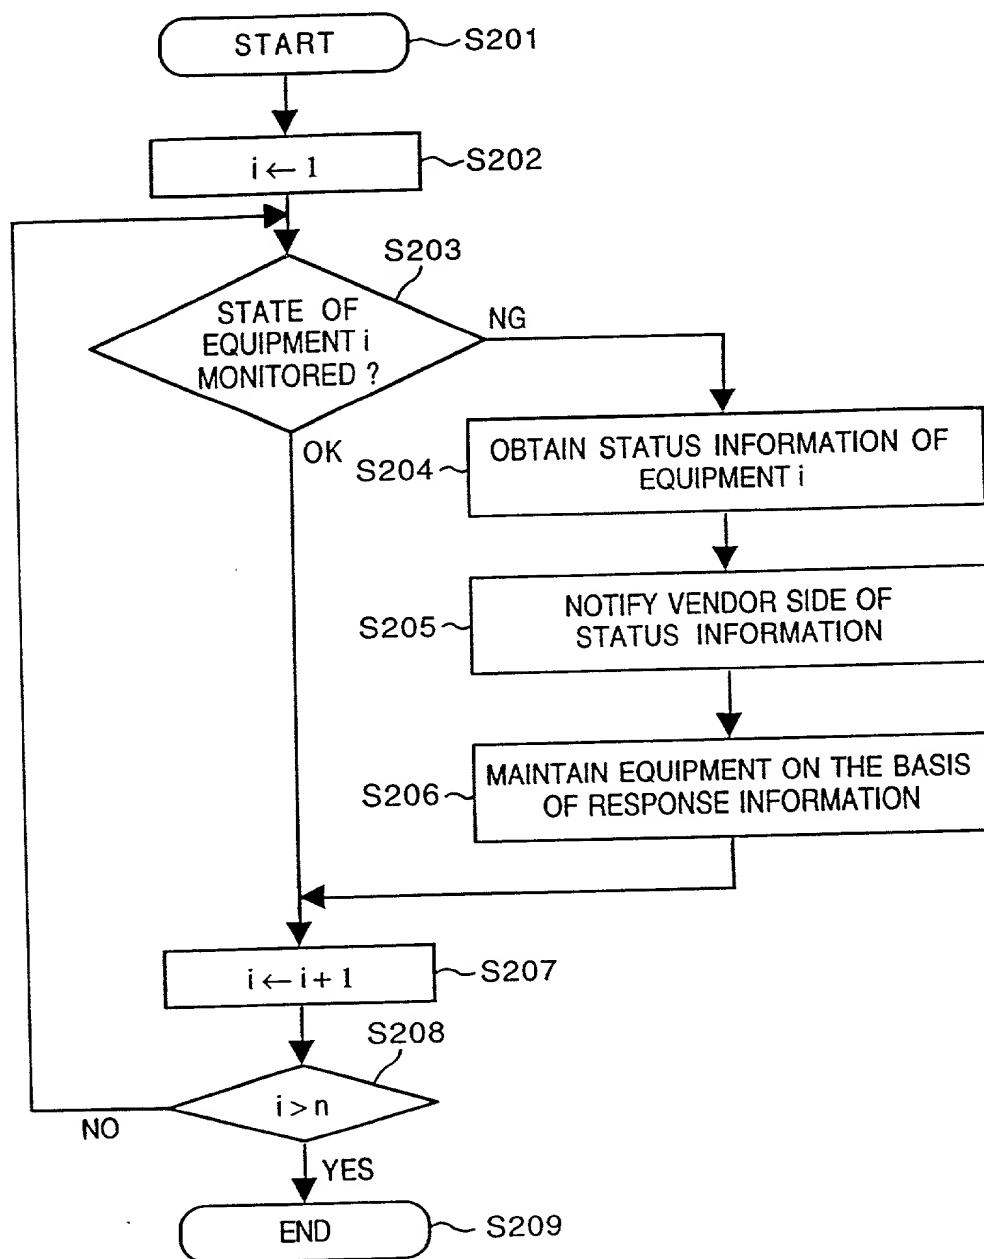 START
S201
i ← 1
S202
S203
STATE OF
EQUIPMENT i
MONITORED ?
NG
OK
S204
OBTAIN STATUS INFORMATION OF
EQUIPMENT i
S205
NOTIFY VENDOR SIDE OF
STATUS INFORMATION
S206
MAINTAIN EQUIPMENT ON THE BASIS
OF RESPONSE INFORMATION
i ← i + 1
S207
S208
i > n
NO
YES
END
S209